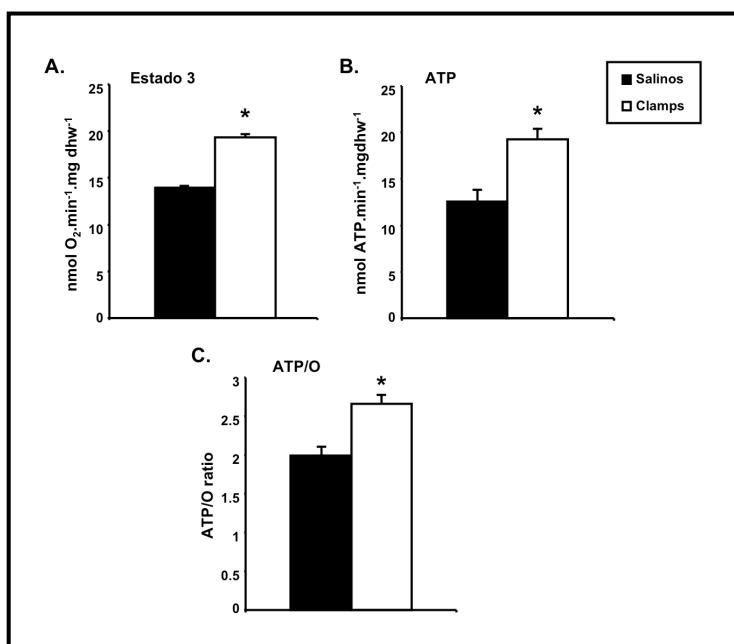 A.
Estado 3
nmol O₂.min⁻¹.mg dhw⁻¹
25
20
15
10
5
0
*
B.
ATP
nmol ATP.min⁻¹.mgdhw⁻¹
25
20
15
10
5
0
*
Salinos
Clamps
C.
ATP/O
ATP/O ratio
3
2.5
2
1.5
1
0.5
0
*